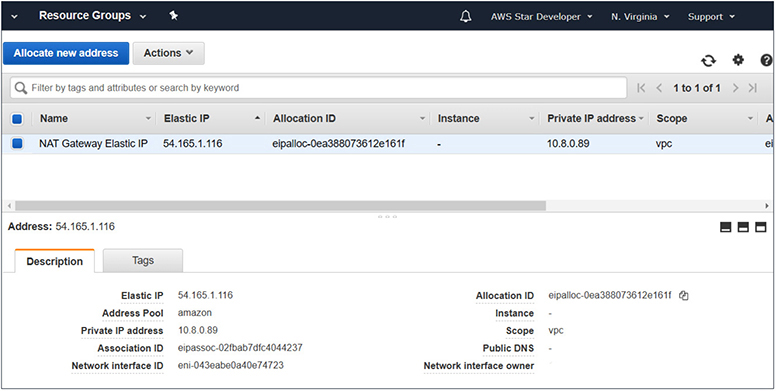 Resource Groups AWS Star Developer N. Virginia Support
Allocate new address Actions
Filter by tags and attributes or search by keyword 1 to 1 of 1
Name Elastic IP Allocation ID Instance Private IP address Scope A
NAT Gateway Elastic IP 54.165.1.116 eipalloc-0ea388073612e161f - 10.8.0.89 vpc ei
Address: 54.165.1.116
Description Tags
Elastic IP 54.165.1.116 Allocation ID eipalloc-0ea388073612e161f
Address Pool amazon Instance -
Private IP address 10.8.0.89 Scope vpc
Association ID eipassoc-02fbab7dfc4044237 Public DNS -
Network interface ID eni-043eabe0a40e74723 Network interface owner